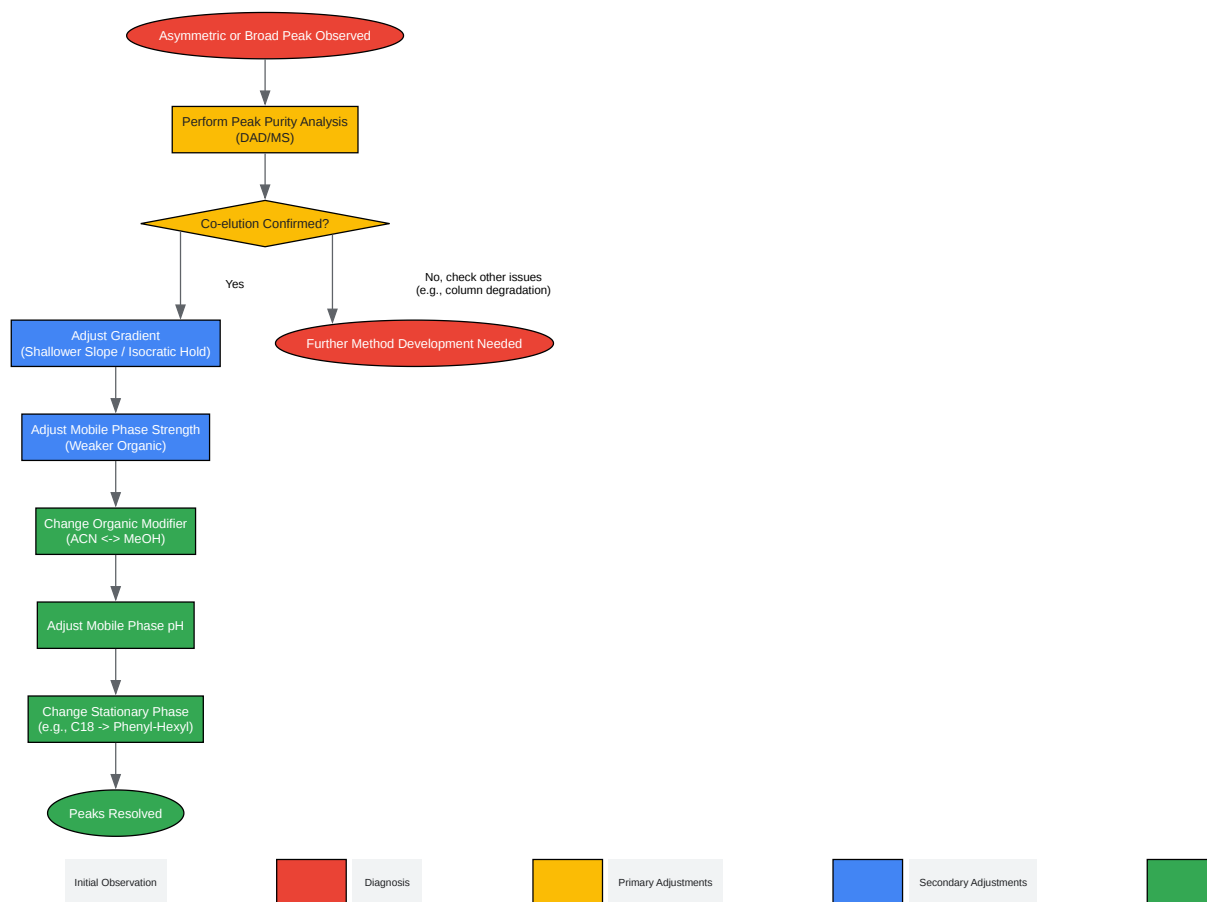 Asymmetric or Broad Peak Observed
Perform Peak Purity Analysis
(DAD/MS)
Co-elution Confirmed?
Yes
No, check other issues
(e.g., column degradation)
Adjust Gradient
(Shallower Slope / Isocratic Hold)
Further Method Development Needed
Adjust Mobile Phase Strength
(Weaker Organic)
Change Organic Modifier
(ACN <-> MeOH)
Adjust Mobile Phase pH
Change Stationary Phase
(e.g., C18 -> Phenyl-Hexyl)
Peaks Resolved
Initial Observation
Diagnosis
Primary Adjustments
Secondary Adjustments